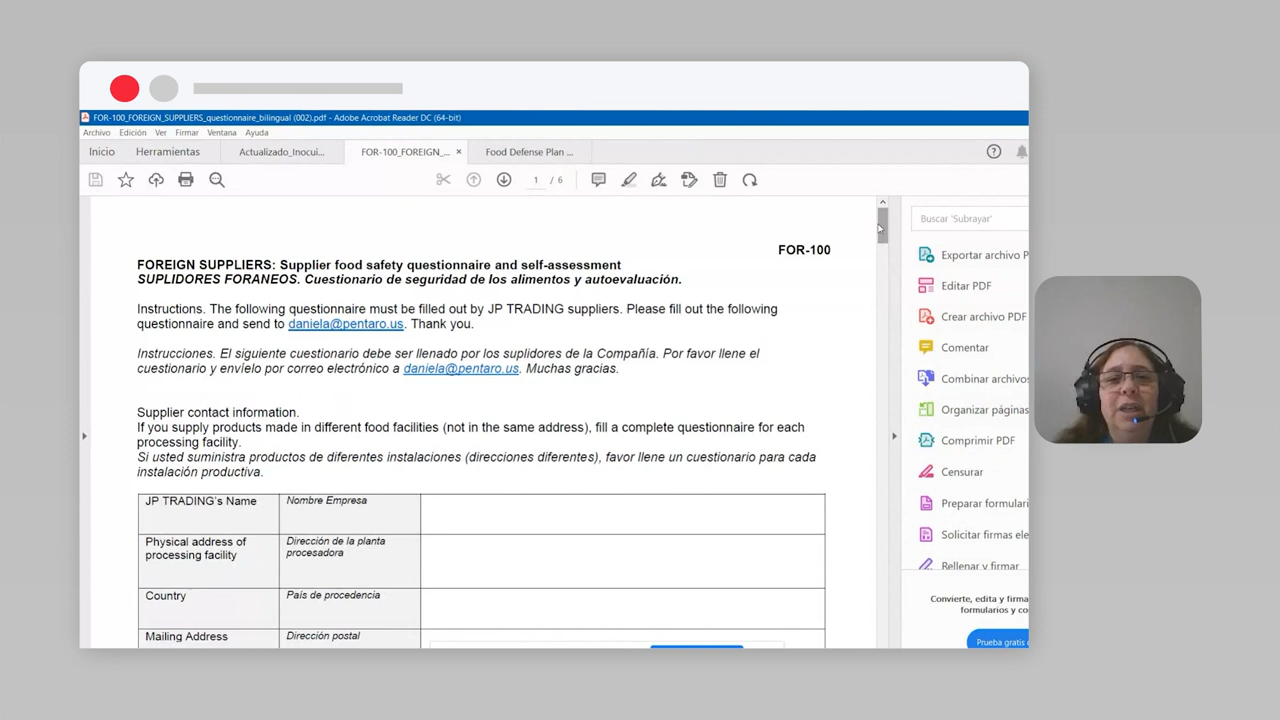 FOR-100_FOREIGN_SUPPLIERS_questionnaire_bilingual (002).pdf - Adobe Acrobat Reader DC (64-bit)
Archivo Edición Ver Firmar Ventana Ayuda
Inicio Herramientas Actualizado_Inocui... FOR-100_FOREIGN_... × Food Defense Plan ...
1 / 6
Buscar 'Subrayar'
FOR-100
FOREIGN SUPPLIERS: Supplier food safety questionnaire and self-assessment
SUPLIDORES FORANEOS. Cuestionario de seguridad de los alimentos y autoevaluación.
Instructions. The following questionnaire must be filled out by JP TRADING suppliers. Please fill out the following
questionnaire and send to daniela@pentaro.us. Thank you.
Instrucciones. El siguiente cuestionario debe ser llenado por los suplidores de la Compañía. Por favor llene el
cuestionario y envíelo por correo electrónico a daniela@pentaro.us. Muchas gracias.
Supplier contact information.
If you supply products made in different food facilities (not in the same address), fill a complete questionnaire for each
processing facility.
Si usted suministra productos de diferentes instalaciones (direcciones diferentes), favor llene un cuestionario para cada
instalación productiva.
JP TRADING's Name Nombre Empresa
Physical address of Dirección de la planta
processing facility procesadora
Country País de procedencia
Mailing Address Dirección postal
Exportar archivo P
Editar PDF
Crear archivo PDF
Comentar
Combinar archivos
Organizar páginas
Comprimir PDF
Censurar
Preparar formulari
Solicitar firmas ele
Rellenar y firmar
Convierte, edita y firma
formularios y co
Prueba gratis